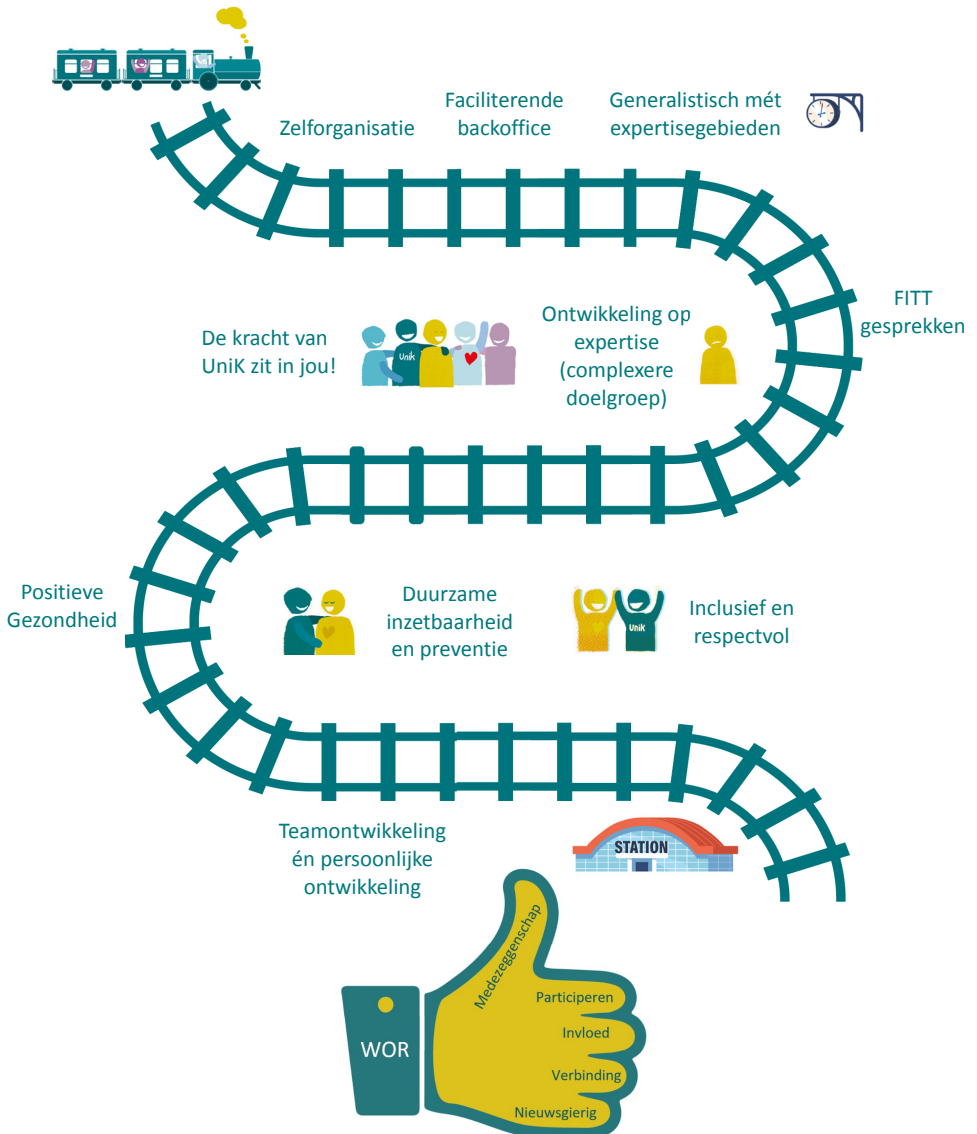 Zelforganisatie
Faciliterende
backoffice
Generalistisch mét
expertisegebieden
FITT
gesprekken
De kracht van
UniK zit in jou!
Unik
Ontwikkeling op
expertise
(complexere
doelgroep)
Positieve
Gezondheid
Duurzame
inzetbaarheid
en preventie
Unik
Inclusief en
respectvol
Teamontwikkeling
én persoonlijke
ontwikkeling
STATION
Medezeggenschap
Participeren
Invloed
Verbinding
Nieuwsgierig
WOR